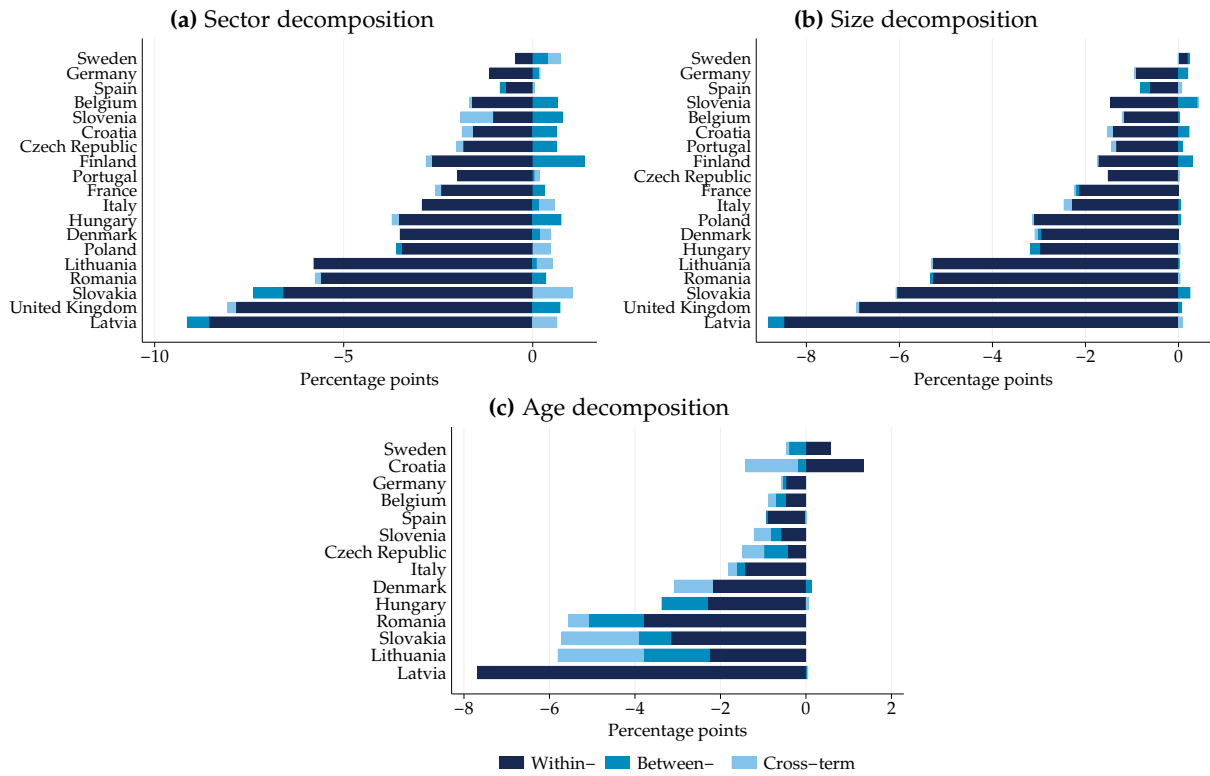 (a) Sector decomposition
Sweden
Germany
Spain
Belgium
Slovenia
Croatia
Czech Republic
Finland
Portugal
France
Italy
Hungary
Denmark
Poland
Lithuania
Romania
Slovakia
United Kingdom
Latvia
−10
−5
0
Percentage points
(b) Size decomposition
Sweden
Germany
Spain
Slovenia
Belgium
Croatia
Portugal
Finland
Czech Republic
France
Italy
Poland
Denmark
Hungary
Lithuania
Romania
Slovakia
United Kingdom
Latvia
−8
−6
−4
−2
0
Percentage points
(c) Age decomposition
Sweden
Croatia
Germany
Belgium
Spain
Slovenia
Czech Republic
Italy
Denmark
Hungary
Romania
Slovakia
Lithuania
Latvia
−8
−6
−4
−2
0
2
Percentage points
Within−
Between−
Cross−term